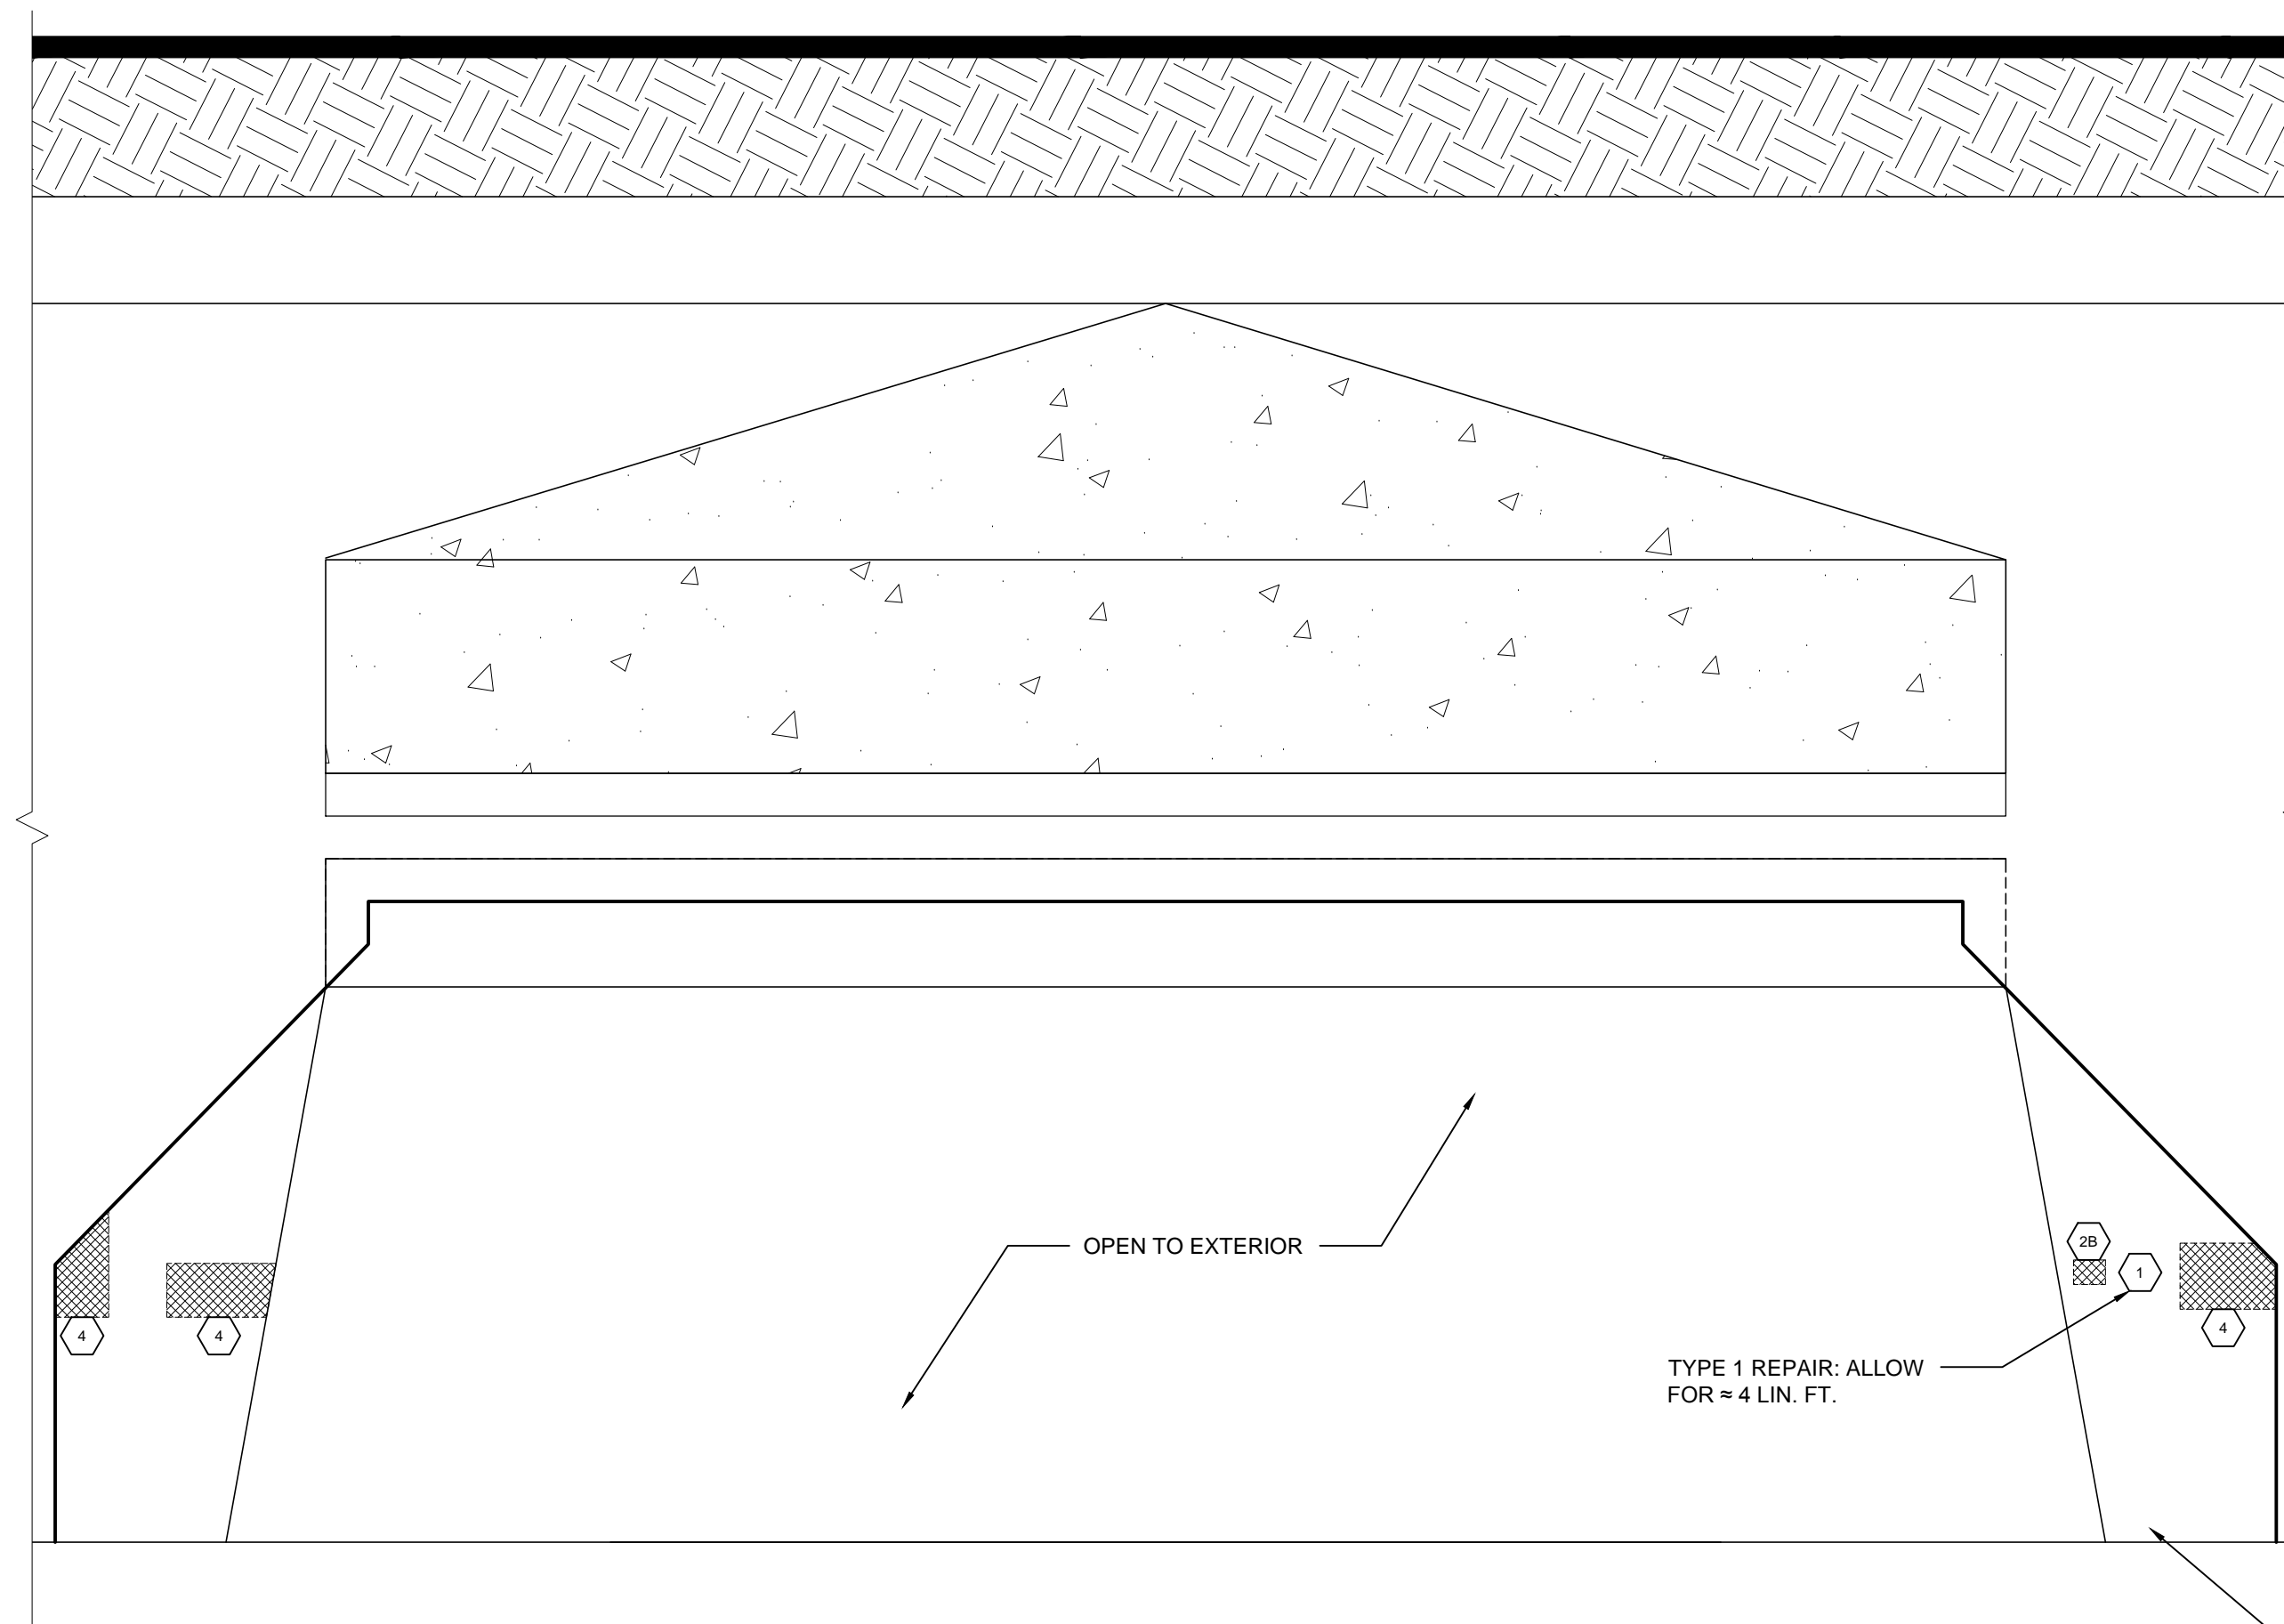 OPEN TO EXTERIOR
2B
1
4
4
4
TYPE 1 REPAIR: ALLOW
FOR ≈ 4 LIN. FT.